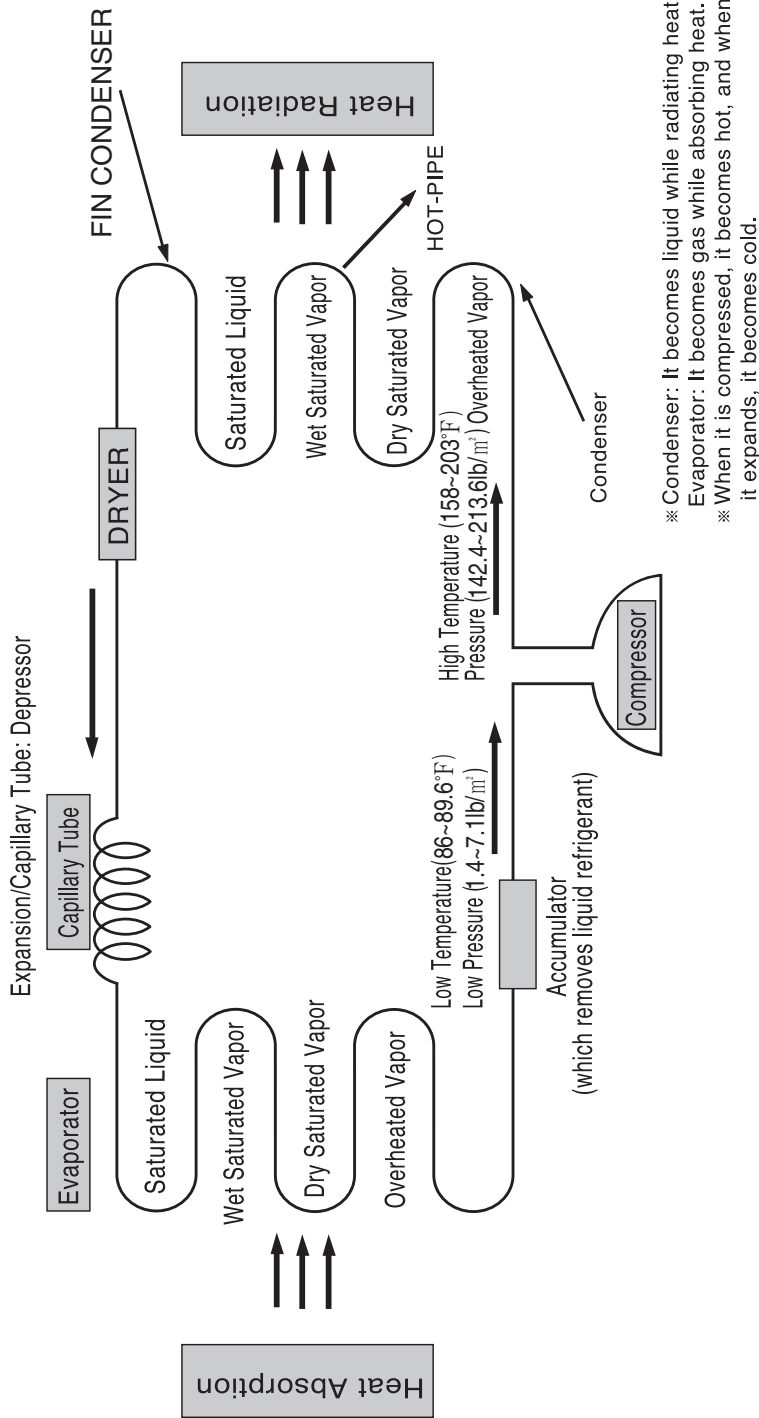 Expansion/Capillary Tube: Depressor
Evaporator
Capillary Tube
DRYER
FIN CONDENSER
Saturated Liquid
Wet Saturated Vapor
Dry Saturated Vapor
Overheated Vapor
Heat Absorption
Saturated Liquid
Wet Saturated Vapor
Dry Saturated Vapor
Heat Radiation
HOT-PIPE
Low Temperature(86~89.6°F)
Low Pressure (1.4~7.1lb/㎡)
High Temperature (158~203°F)
Pressure (142.4~213.6lb/㎡) Overheated Vapor
Accumulator
(which removes liquid refrigerant)
Compressor
Condenser
※ Condenser: It becomes liquid while radiating heat
Evaporator: It becomes gas while absorbing heat.
※ When it is compressed, it becomes hot, and when
it expands, it becomes cold.